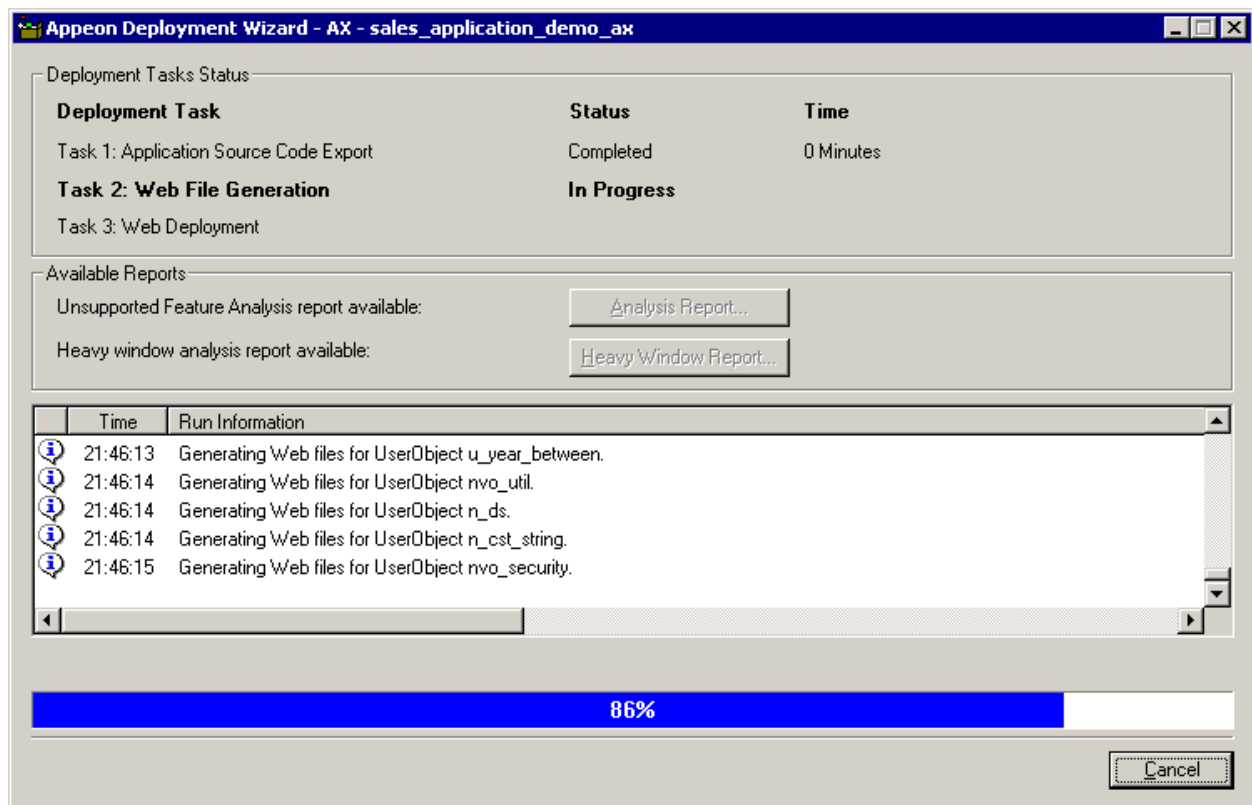 Appeon Deployment Wizard - AX - sales_application_demo_ax
Deployment Tasks Status
Deployment Task Status Time
Task 1: Application Source Code Export Completed 0 Minutes
Task 2: Web File Generation In Progress
Task 3: Web Deployment
Available Reports
Unsupported Feature Analysis report available: Analysis Report...
Heavy window analysis report available: Heavy Window Report...
Time Run Information
21:46:13 Generating Web files for UserObject u_year_between.
21:46:14 Generating Web files for UserObject nvo_util.
21:46:14 Generating Web files for UserObject n_ds.
21:46:14 Generating Web files for UserObject n_cst_string.
21:46:15 Generating Web files for UserObject nvo_security.
86%
Cancel